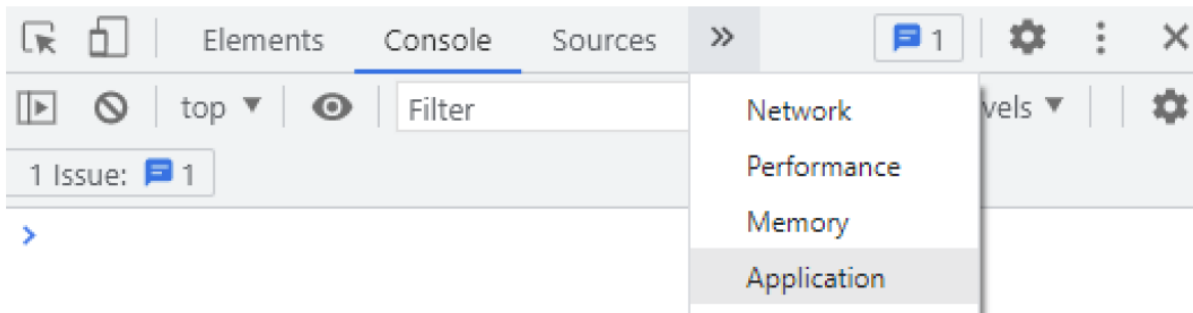 Elements Console Sources » 1
top Filter vels
1 Issue: 1
Network
Performance
Memory
Application